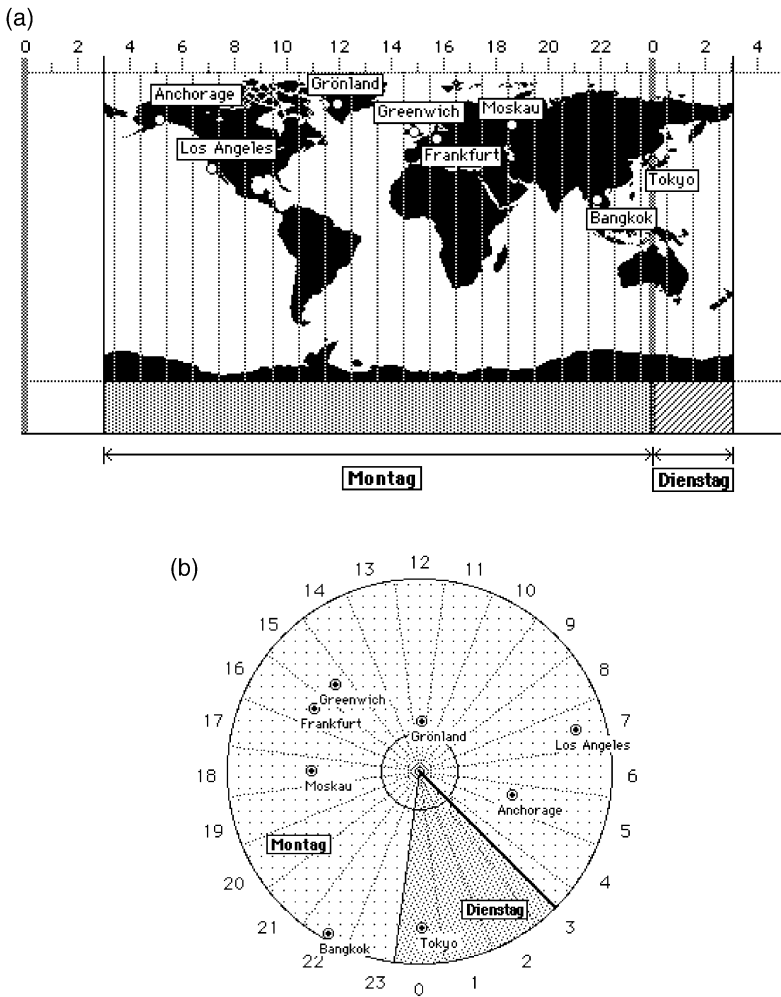 (a)
0 2 4 6 8 10 12 14 16 18 20 22 0 2 4
Grönland
Anchorage
Greenwich
Moskau
Los Angeles
Frankfurt
Tokyo
Bangkok
Montag
Dienstag
(b)
12
13
11
14
10
15
9
16
8
Greenwich
Frankfurt
17
7
Grönland
Los Angeles
18
6
Moskau
Anchorage
19
5
Montag
20
4
Dienstag
21
3
Bangkok
Tokyo
22
2
23
1
0